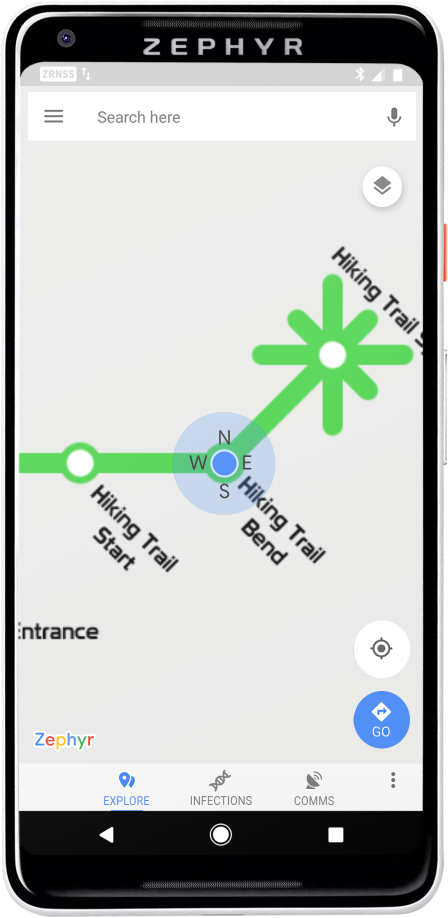 ZEPHYR
ZRNSS
Search here
Hiking Trail
N
W E
S
Hiking Trail
Start
Hiking Trail
Bend
Entrance
Zephyr
GO
EXPLORE INFECTIONS COMMS